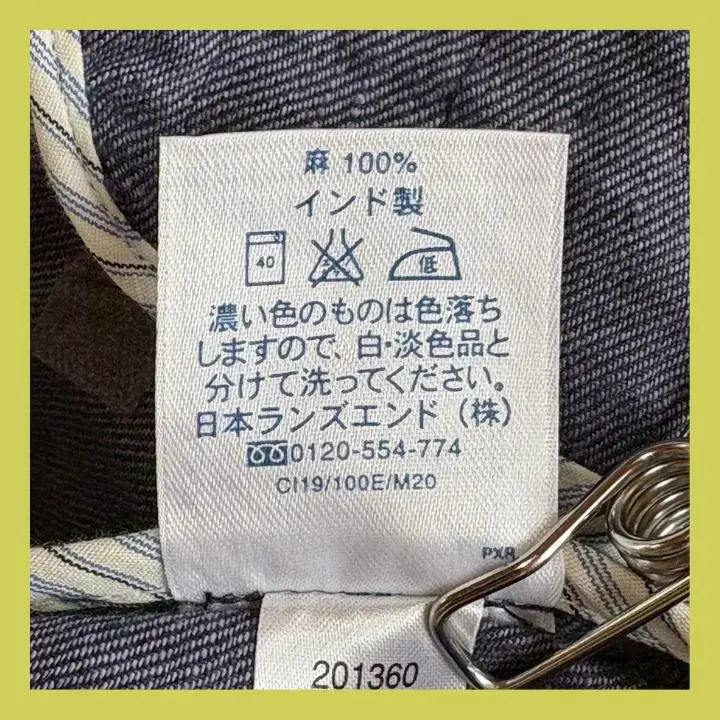 麻 100%
インド製
40
低
濃い色のものは色落ち
しますので、白・淡色品と
分けて洗ってください。
日本ランズエンド（株）
0120-554-774
CI19/100E/M20
PXR
201360